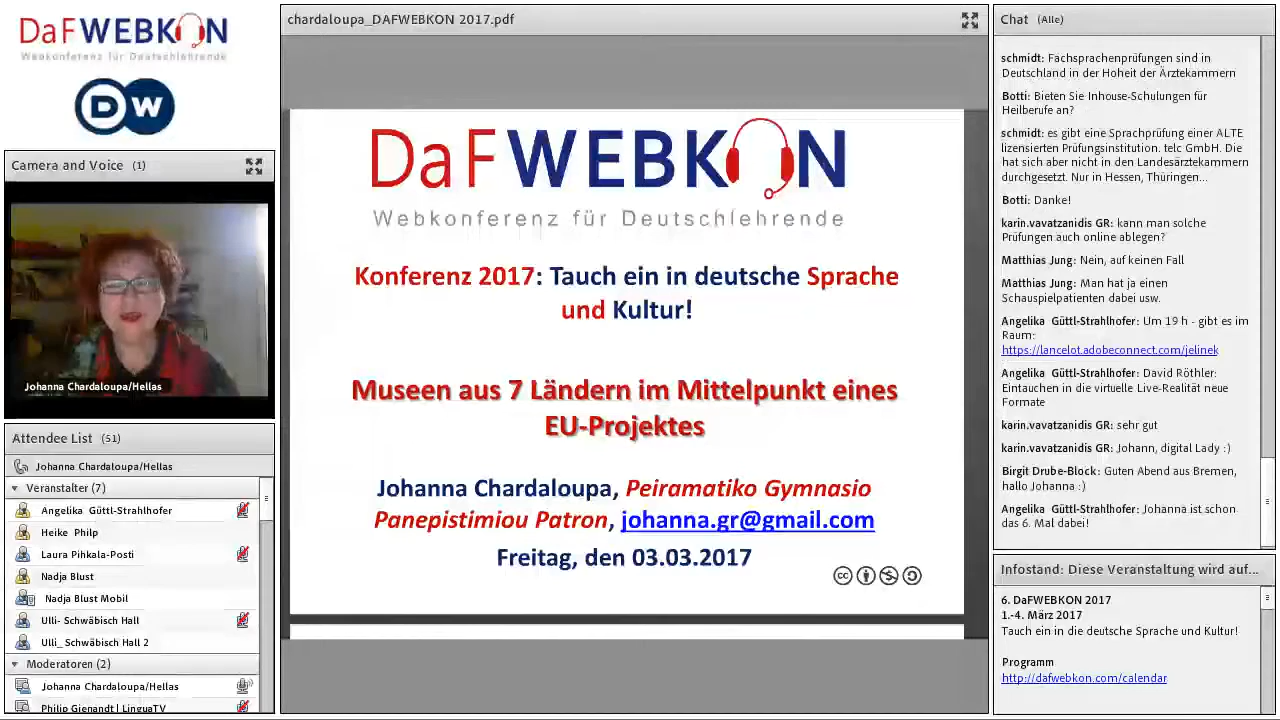 DaFWEBKON
Webkonferenz für Deutschlehrende
DW
Camera and Voice (1)
Johanna Chardaloupa/Hellas
Attendee List (51)
Johanna Chardaloupa/Hellas
Veranstalter (7)
Angelika Güttl-Strahlhofer
Heike Philp
Laura Pihkala-Posti
Nadja Blust
Nadja Blust Mobil
Ulli- Schwäbisch Hall
Ulli_ Schwäbisch Hall 2
Moderatoren (2)
Johanna Chardaloupa/Hellas
Philip Gienandt | LinguaTV
chardaloupa_DAFWEBKON 2017.pdf
DaFWEBKON
Webkonferenz für Deutschlehrende
Konferenz 2017: Tauch ein in deutsche Sprache
und Kultur!
Museen aus 7 Ländern im Mittelpunkt eines
EU-Projektes
Johanna Chardaloupa, Peiramatiko Gymnasio
Panepistimiou Patron, johanna.gr@gmail.com
Freitag, den 03.03.2017
cc
Chat (Alle)
schmidt: Fachsprachenprüfungen sind in
Deutschland in der Hoheit der Ärztekammern
Botti: Bieten Sie Inhouse-Schulungen für
Heilberufe an?
schmidt: es gibt eine Sprachprüfung einer ALTE
lizensierten Prüfungsinstitution. telc GmbH. Die
hat sich aber nicht in den Landesärztekammern
durchgesetzt. Nur in Hessen, Thüringen...
Botti: Danke!
karin.vavatzanidis GR: kann man solche
Prüfungen auch online ablegen?
Matthias Jung: Nein, auf keinen Fall
Matthias Jung: Man hat ja einen
Schauspielpatienten dabei usw.
Angelika Güttl-Strahlhofer: Um 19 h - gibt es im
Raum:
https://lancelot.adobeconnect.com/jelinek
Angelika Güttl-Strahlhofer: David Röthler:
Eintauchen in die virtuelle Live-Realität neue
Formate
karin.vavatzanidis GR: sehr gut
karin.vavatzanidis GR: Johann, digital Lady :)
Birgit Drube-Block: Guten Abend aus Bremen,
hallo Johanna :)
Angelika Güttl-Strahlhofer: Johanna ist schon
das 6. Mal dabei!
Infostand: Diese Veranstaltung wird auf...
6. DaFWEBKON 2017
1.-4. März 2017
Tauch ein in die deutsche Sprache und Kultur!
Programm
http://dafwebkon.com/calendar